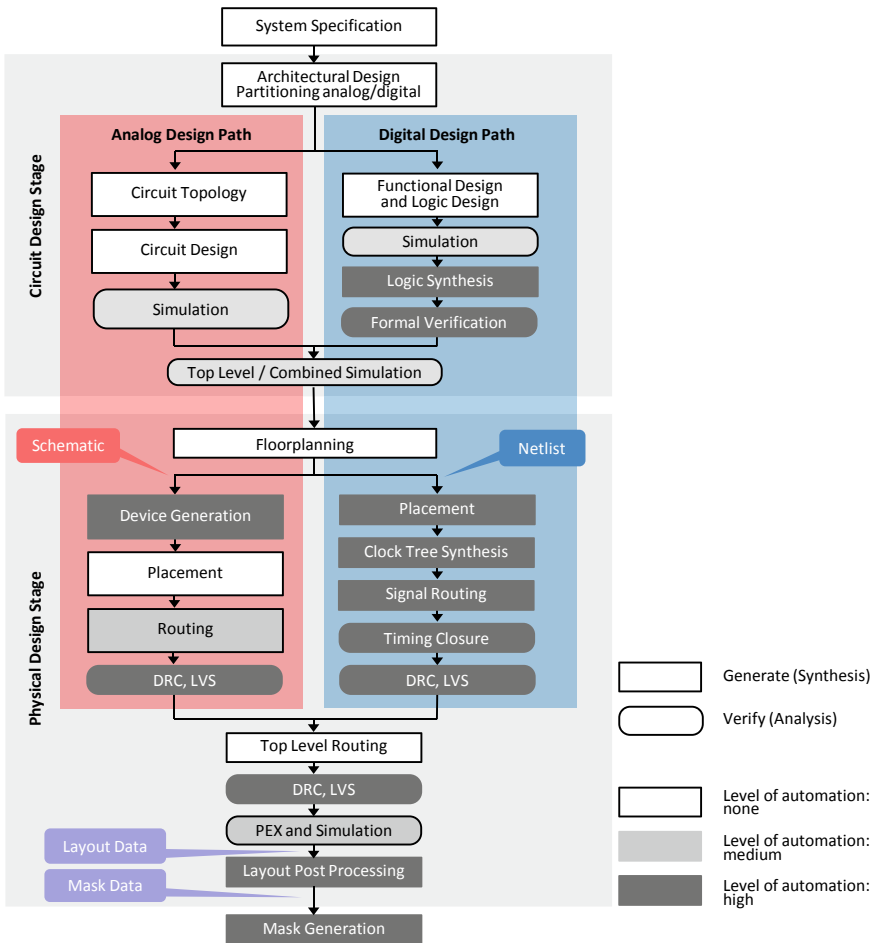 System Specification
Architectural Design
Partitioning analog/digital
Analog Design Path
Digital Design Path
Circuit Design Stage
Circuit Topology
Functional Design
and Logic Design
Circuit Design
Simulation
Logic Synthesis
Simulation
Formal Verification
Top Level / Combined Simulation
Physical Design Stage
Schematic
Floorplanning
Netlist
Device Generation
Placement
Clock Tree Synthesis
Placement
Signal Routing
Routing
Timing Closure
DRC, LVS
DRC, LVS
Top Level Routing
DRC, LVS
PEX and Simulation
Layout Data
Layout Post Processing
Mask Data
Mask Generation
Generate (Synthesis)
Verify (Analysis)
Level of automation:
none
Level of automation:
medium
Level of automation:
high